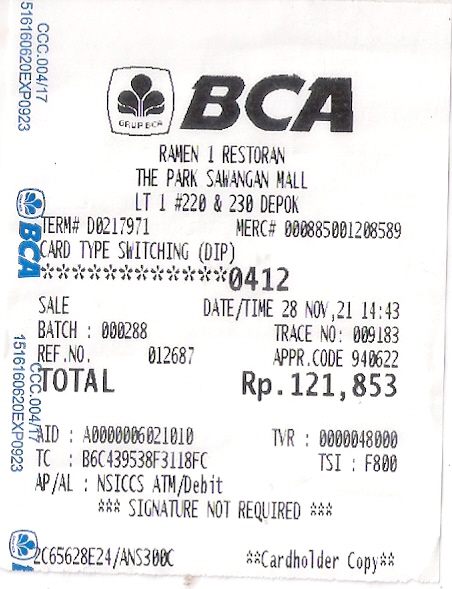 CCC.004/17
1516160620EXP0923
GRUP BCA
BCA
RAMEN 1 RESTORAN
THE PARK SAWANGAN MALL
LT 1 #220 & 230 DEPOK
TERM# D0217971 MERC# 000885001208589
CARD TYPE SWITCHING (DIP)
************0412
SALE DATE/TIME 28 NOV,21 14:43
BATCH : 000288 TRACE NO: 009183
REF.NO. 012687 APPR.CODE 940622
TOTAL Rp.121,853
AID : A0000006021010 TVR : 0000048000
TC : B6C439538F3118FC TSI : F800
AP/AL : NSICCS ATM/Debit
*** SIGNATURE NOT REQUIRED ***
2C65628E24/ANS300C **Cardholder Copy**
BCA
CCC.004/17
1516160620EXP0923